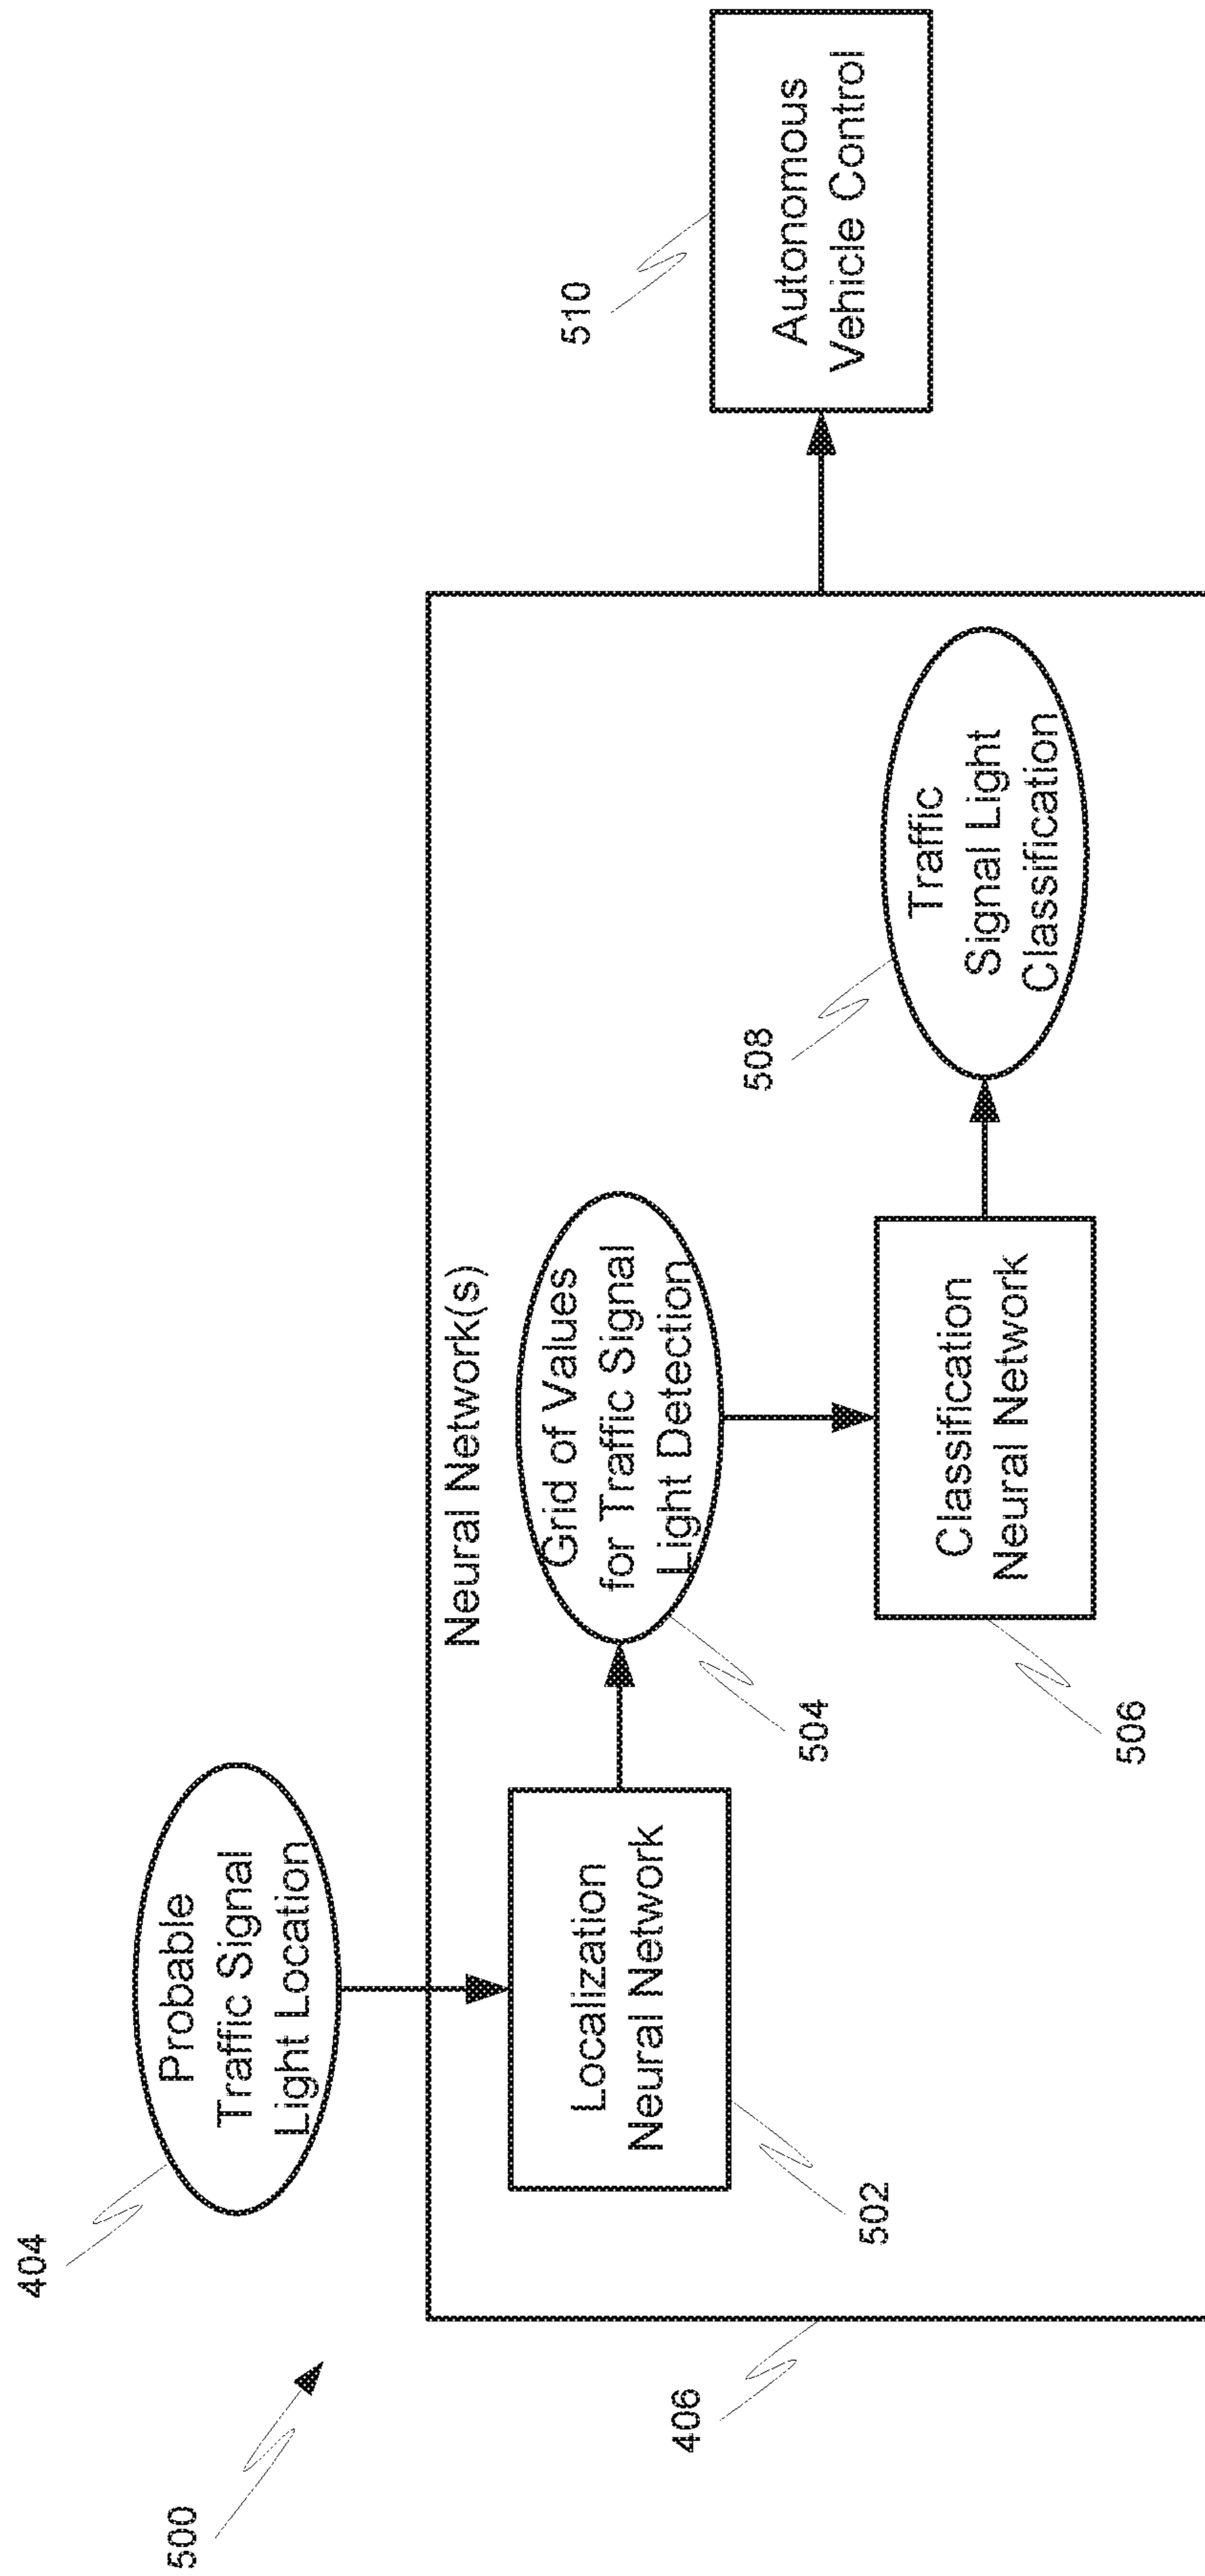 500
404
Probable
Traffic Signal
Light Location
406
Neural Network(s)
502
Localization
Neural Network
504
Grid of Values
for Traffic Signal
Light Detection
506
Classification
Neural Network
508
Traffic
Signal Light
Classification
510
Autonomous
Vehicle Control